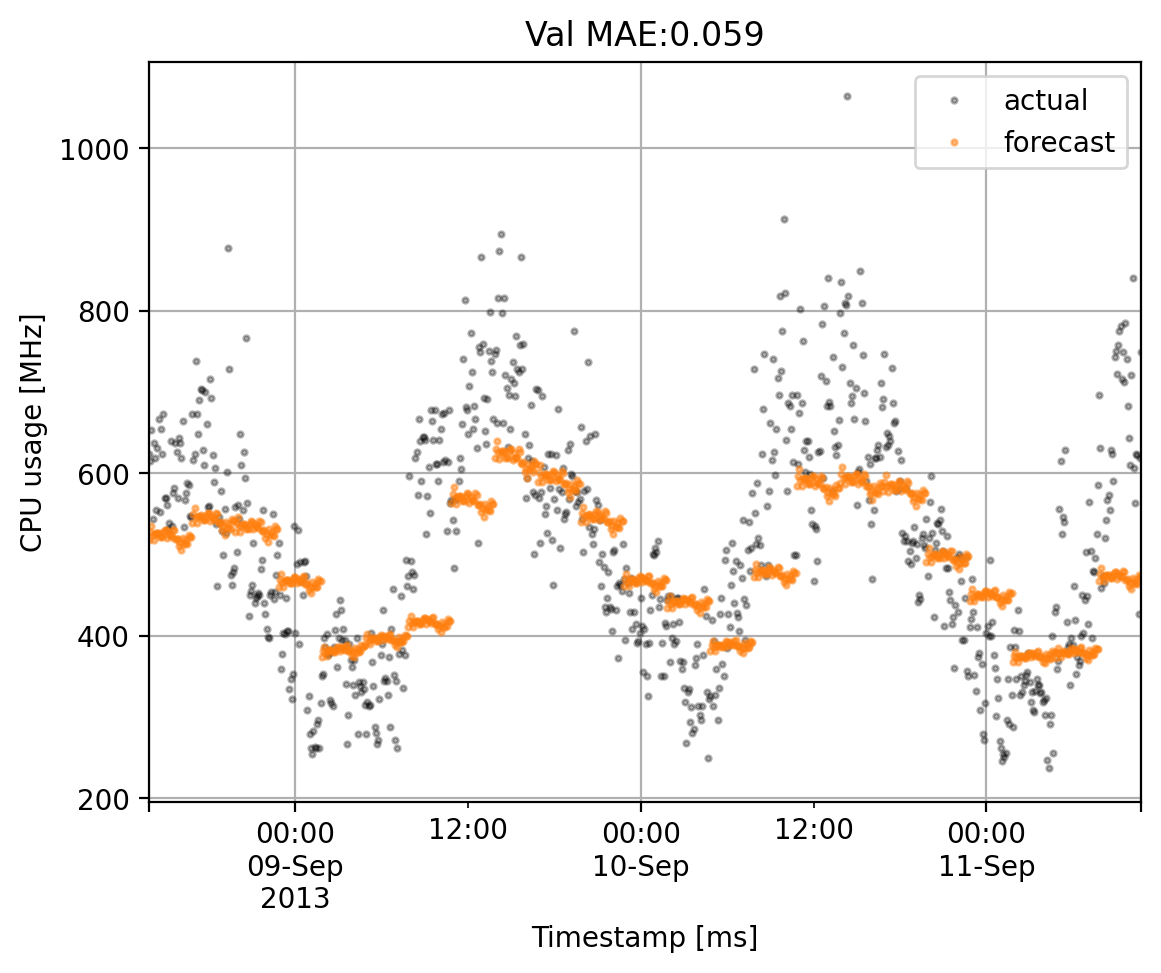 Val MAE:0.059
actual
forecast
1000
800
600
400
200
CPU usage [MHz]
00:00 12:00 00:00 12:00 00:00
09-Sep 10-Sep 11-Sep
2013
Timestamp [ms]